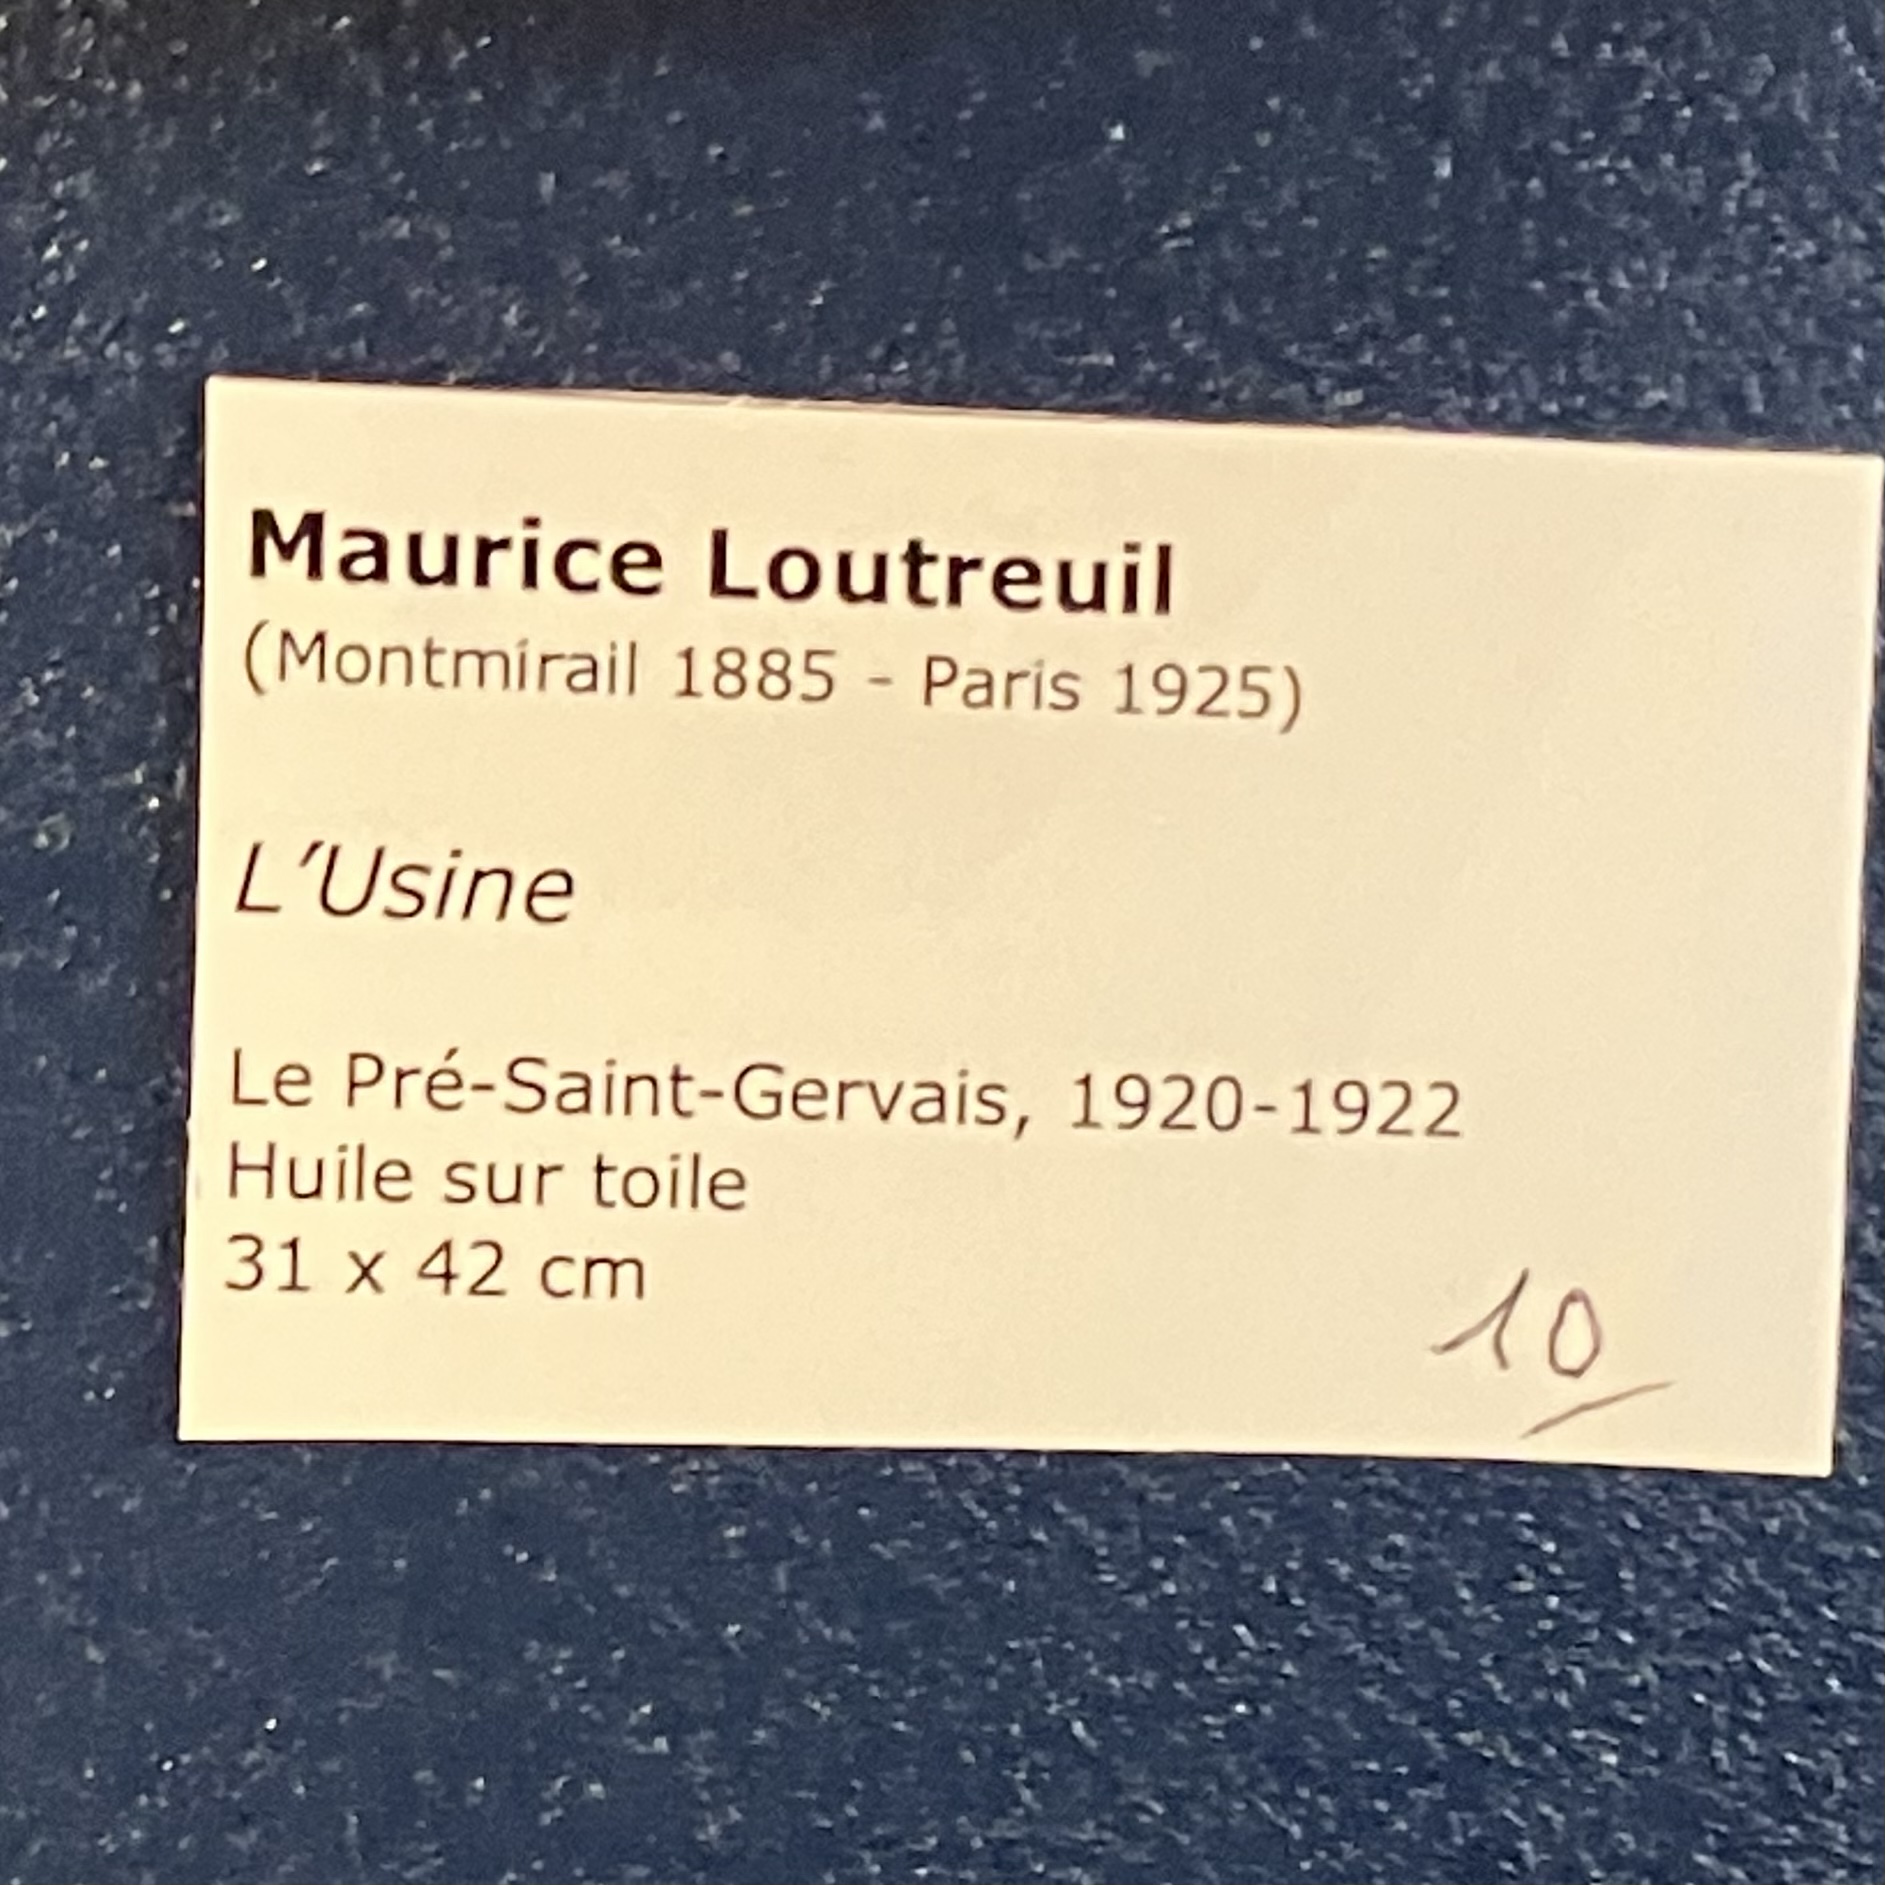 Maurice Loutreuil
(Montmirail 1885 - Paris 1925)
L'Usine
Le Pré-Saint-Gervais, 1920-1922
Huile sur toile
31 x 42 cm
10